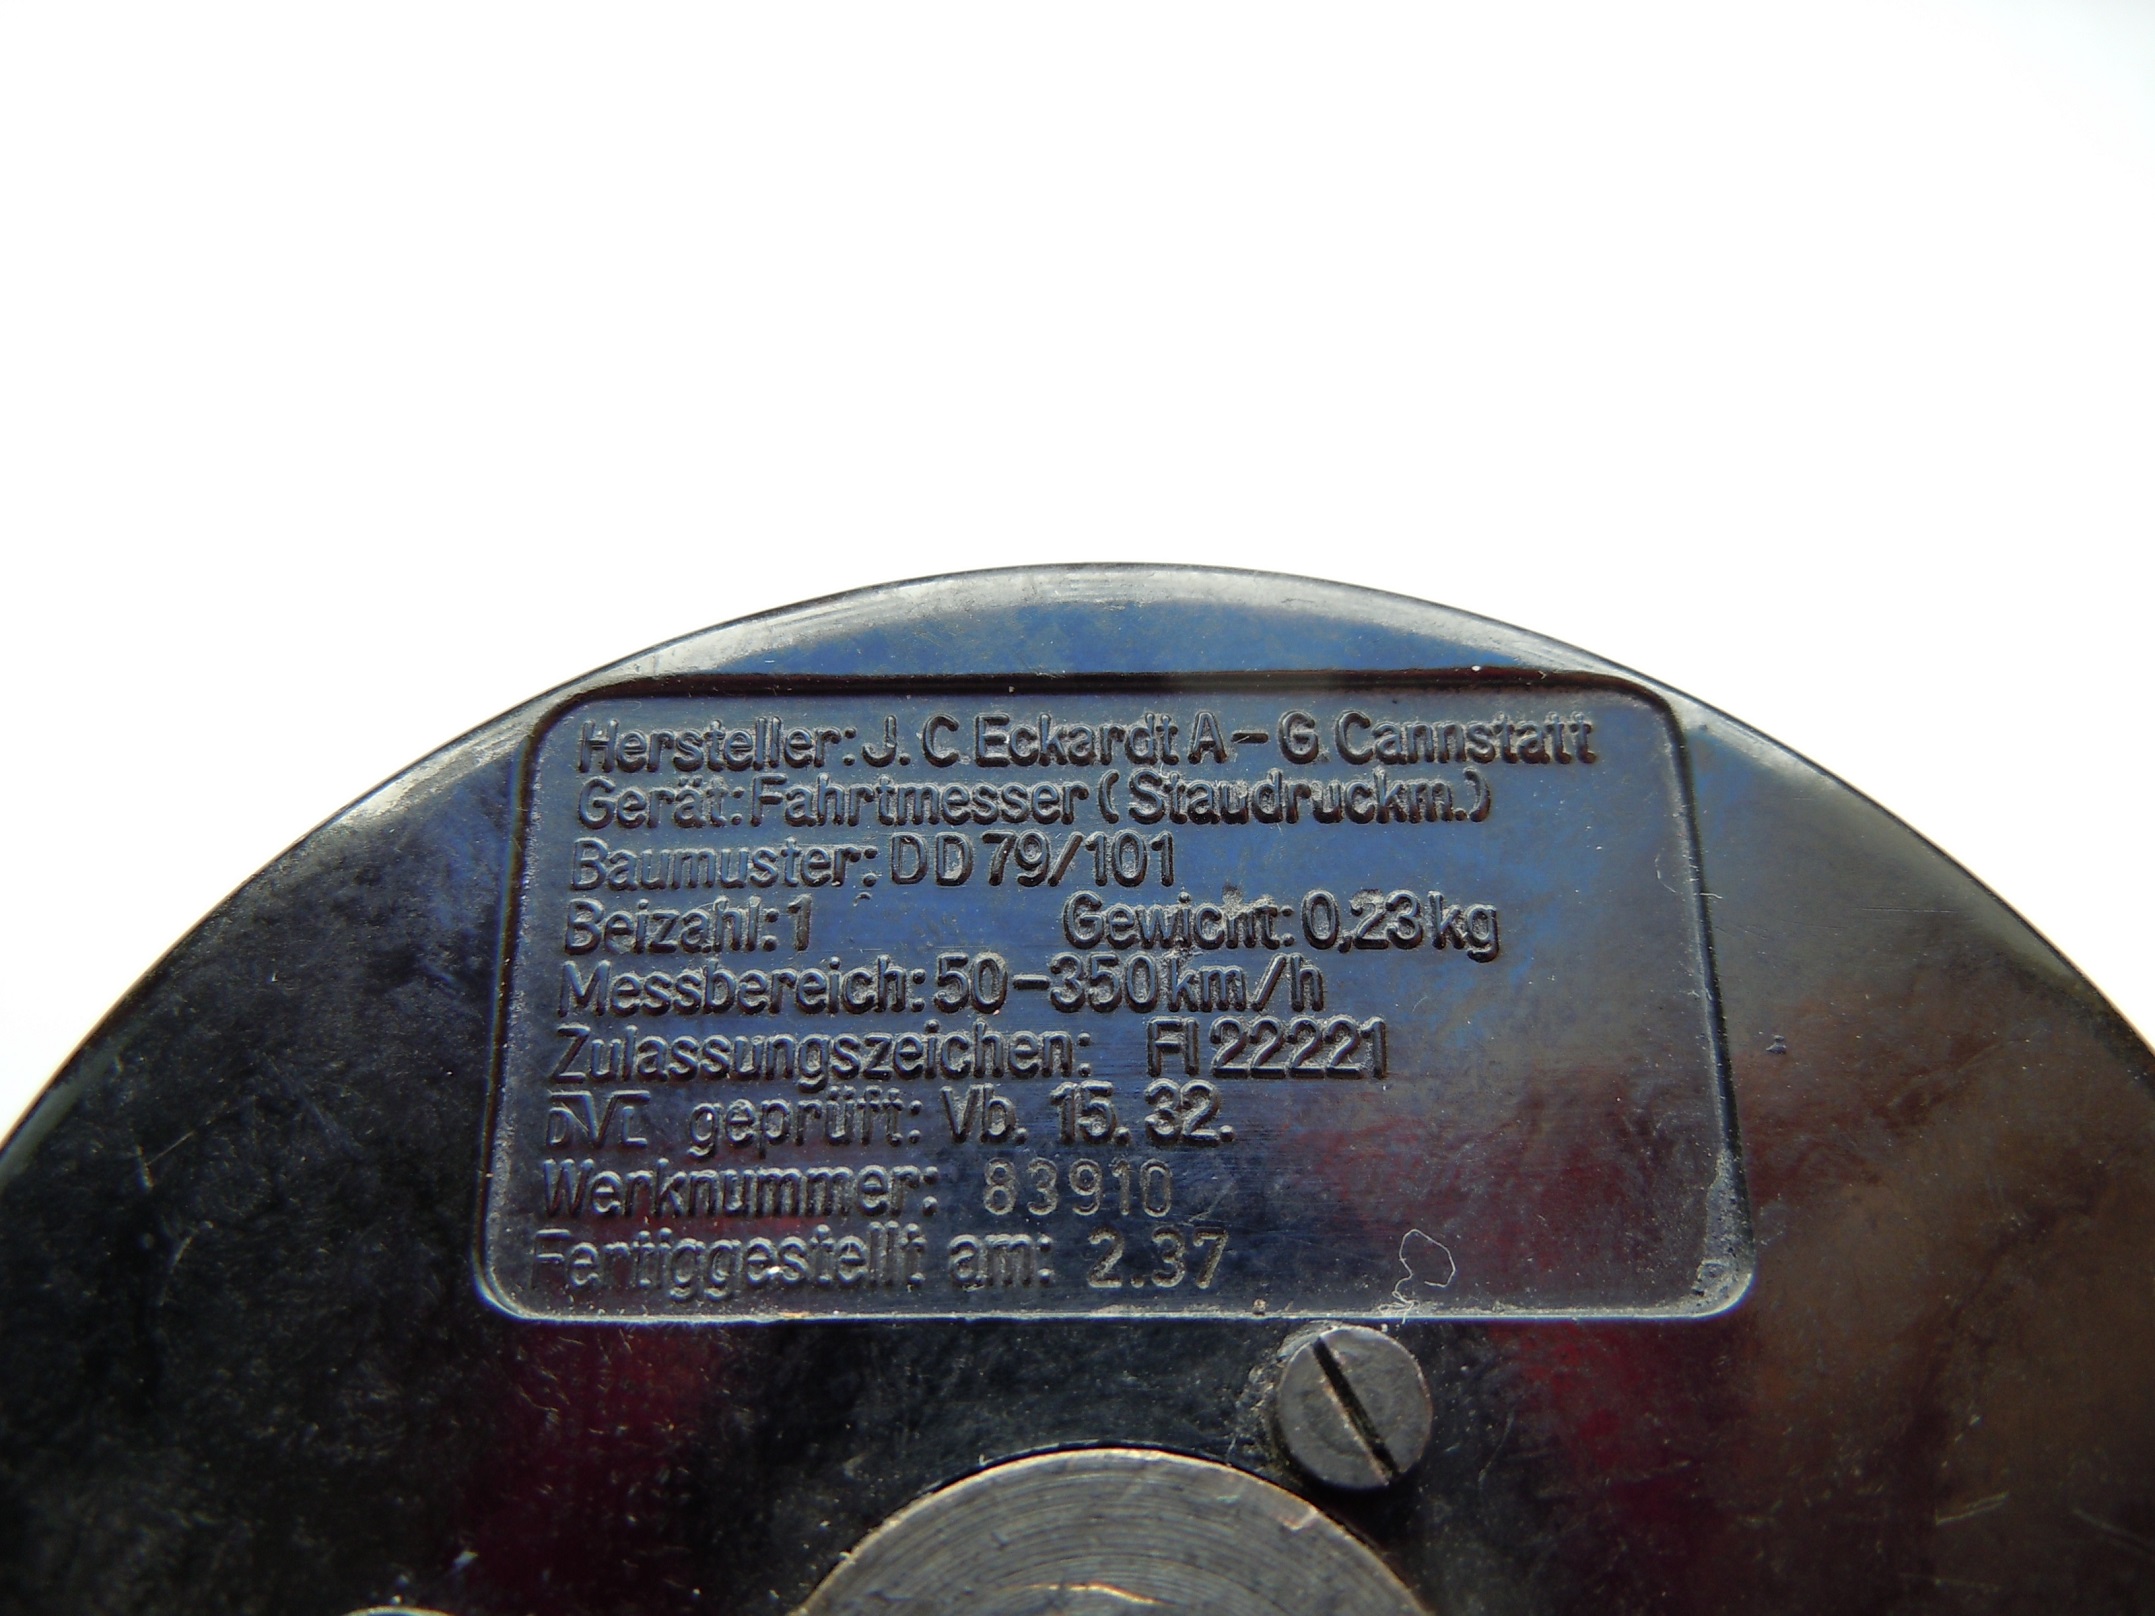 Hersteller: J. C. Eckardt A-G. Cannstatt
Gerät: Fahrtmesser (Staudruckm.)
Baumuster: DD 79/101
Beizahl: 1 Gewicht: 0,23 kg
Messbereich: 50-350 km/h
Zulassungszeichen: Fl 22221
DVL geprüft: Vb. 15. 32.
Werknummer: 83910
Fertiggestellt am: 2.37